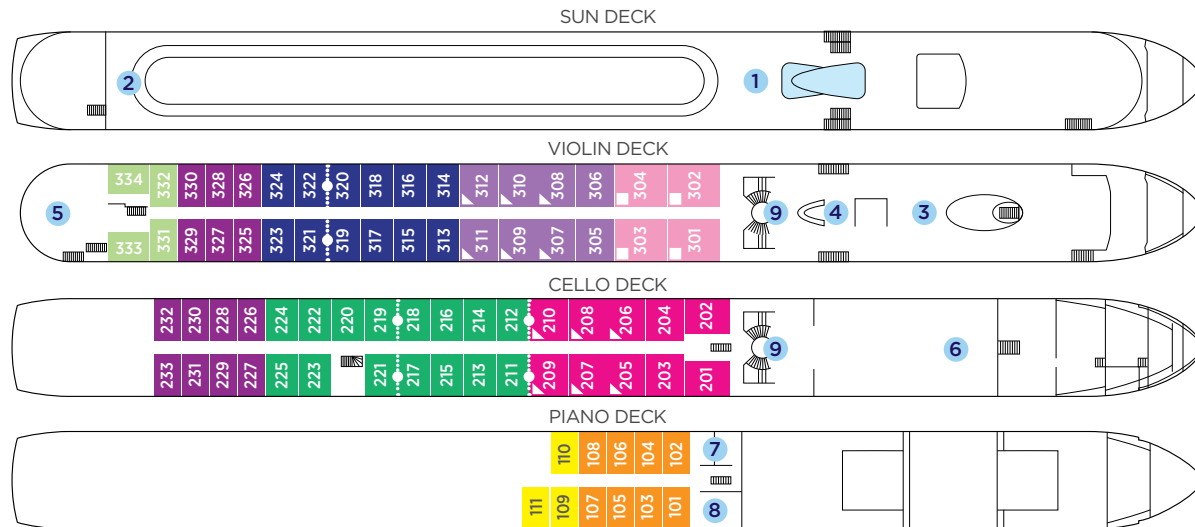 SUN DECK
2 1
VIOLIN DECK
334 332 330 328 326 324 322 320 318 316 314 312 310 308 306 304 302
5 9 4 3
333 331 329 327 325 323 321 319 317 315 313 311 309 307 305 303 301
CELLO DECK
232 230 228 226 224 222 220 219 218 216 214 212 210 208 206 204 202
9 6
233 231 229 227 225 223 221 217 215 213 211 209 207 205 203 201
PIANO DECK
110 108 106 104 102 7
111 109 107 105 103 101 8